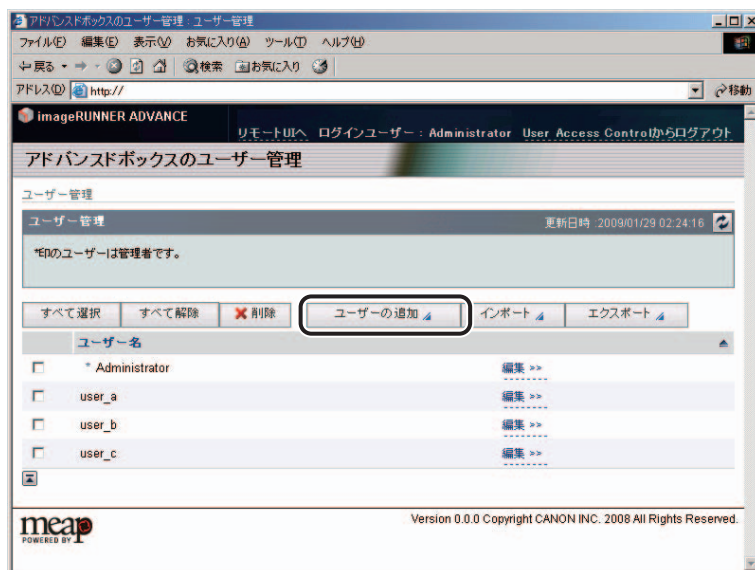 アドバンスドボックスのユーザー管理 : ユーザー管理
ファイル(F) 編集(E) 表示(V) お気に入り(A) ツール(T) ヘルプ(H)
戻る 検索 お気に入り
アドレス(D) http:// 移動
imageRUNNER ADVANCE
リモートUIへ ログインユーザー : Administrator User Access Controlからログアウト
アドバンスドボックスのユーザー管理
ユーザー管理
ユーザー管理 更新日時 :2009/01/29 02:24:16
*印のユーザーは管理者です。
すべて選択 すべて解除 削除 ユーザーの追加 インポート エクスポート
ユーザー名
* Administrator 編集 >>
user_a 編集 >>
user_b 編集 >>
user_c 編集 >>
meap
POWERED BY
Version 0.0.0 Copyright CANON INC. 2008 All Rights Reserved.